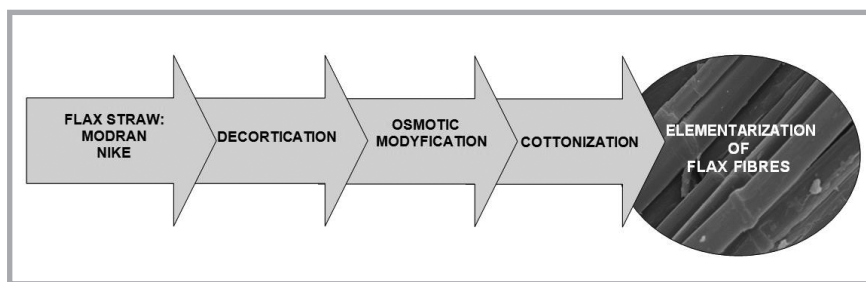 FLAX STRAW:
MODRAN
NIKE
DECORTICATION
OSMOTIC
MODYFICATION
COTTONIZATION
ELEMENTARIZATION
OF
FLAX FIBRES